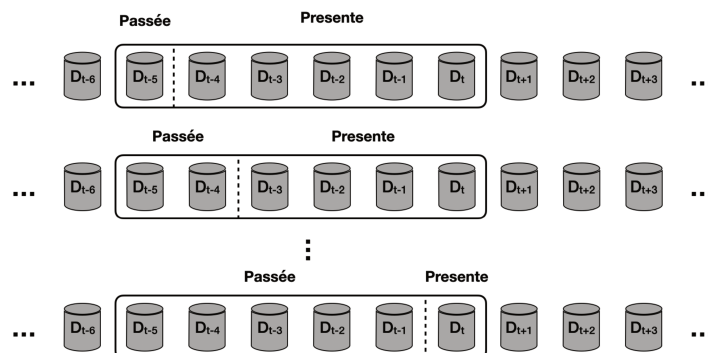 Passée Presente
... Dt-6 Dt-5 Dt-4 Dt-3 Dt-2 Dt-1 Dt Dt+1 Dt+2 Dt+3 ..
Passée Presente
... Dt-6 Dt-5 Dt-4 Dt-3 Dt-2 Dt-1 Dt Dt+1 Dt+2 Dt+3 ..
⋮
Passée Presente
... Dt-6 Dt-5 Dt-4 Dt-3 Dt-2 Dt-1 Dt Dt+1 Dt+2 Dt+3 ..